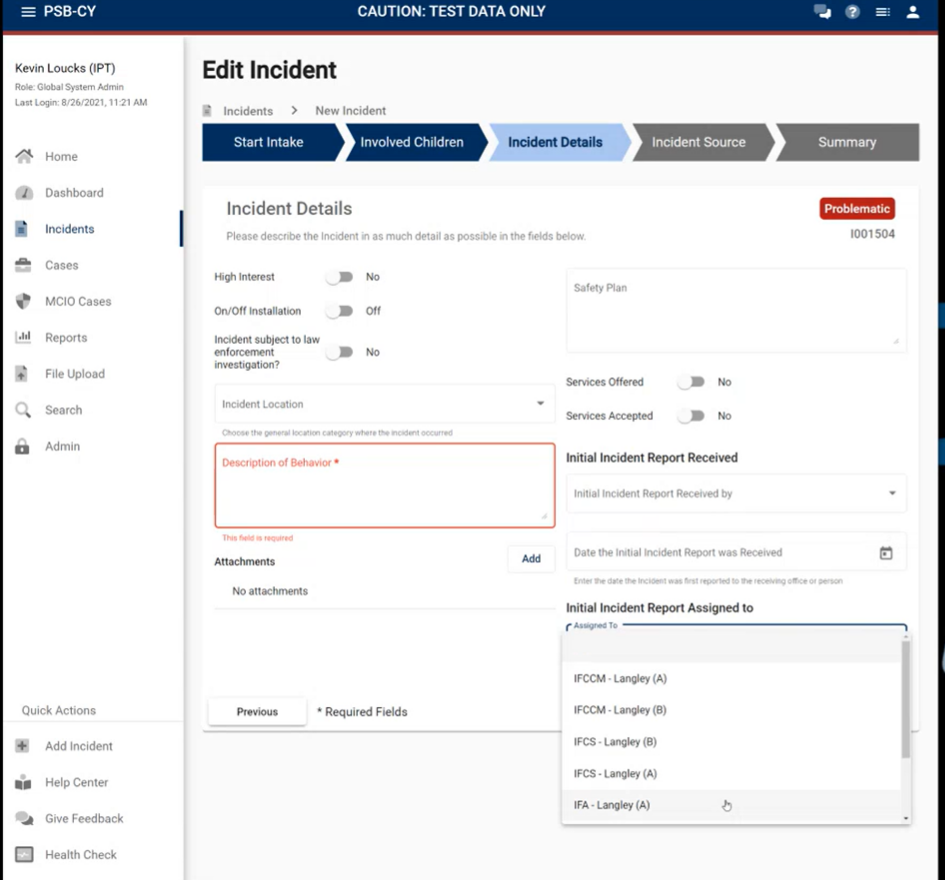 PSB-CY
CAUTION: TEST DATA ONLY
Kevin Loucks (IPT)
Role: Global System Admin
Last Login: 8/26/2021, 11:21 AM
Home
Dashboard
Incidents
Cases
MCIO Cases
Reports
File Upload
Search
Admin
Quick Actions
Add Incident
Help Center
Give Feedback
Health Check
Edit Incident
Incidents > New Incident
Start Intake
Involved Children
Incident Details
Incident Source
Summary
Incident Details
Please describe the Incident in as much detail as possible in the fields below.
Problematic
I001504
High Interest No
On/Off Installation Off
Incident subject to law
enforcement
investigation?
No
Incident Location
Choose the general location category where the incident occurred
Description of Behavior *
This field is required
Attachments
Add
No attachments
Previous
* Required Fields
Safety Plan
Services Offered No
Services Accepted No
Initial Incident Report Received
Initial Incident Report Received by
Date the Initial Incident Report was Received
Enter the date the Incident was first reported to the receiving office or person
Initial Incident Report Assigned to
Assigned To
IFCCM - Langley (A)
IFCCM - Langley (B)
IFCS - Langley (B)
IFCS - Langley (A)
IFA - Langley (A)